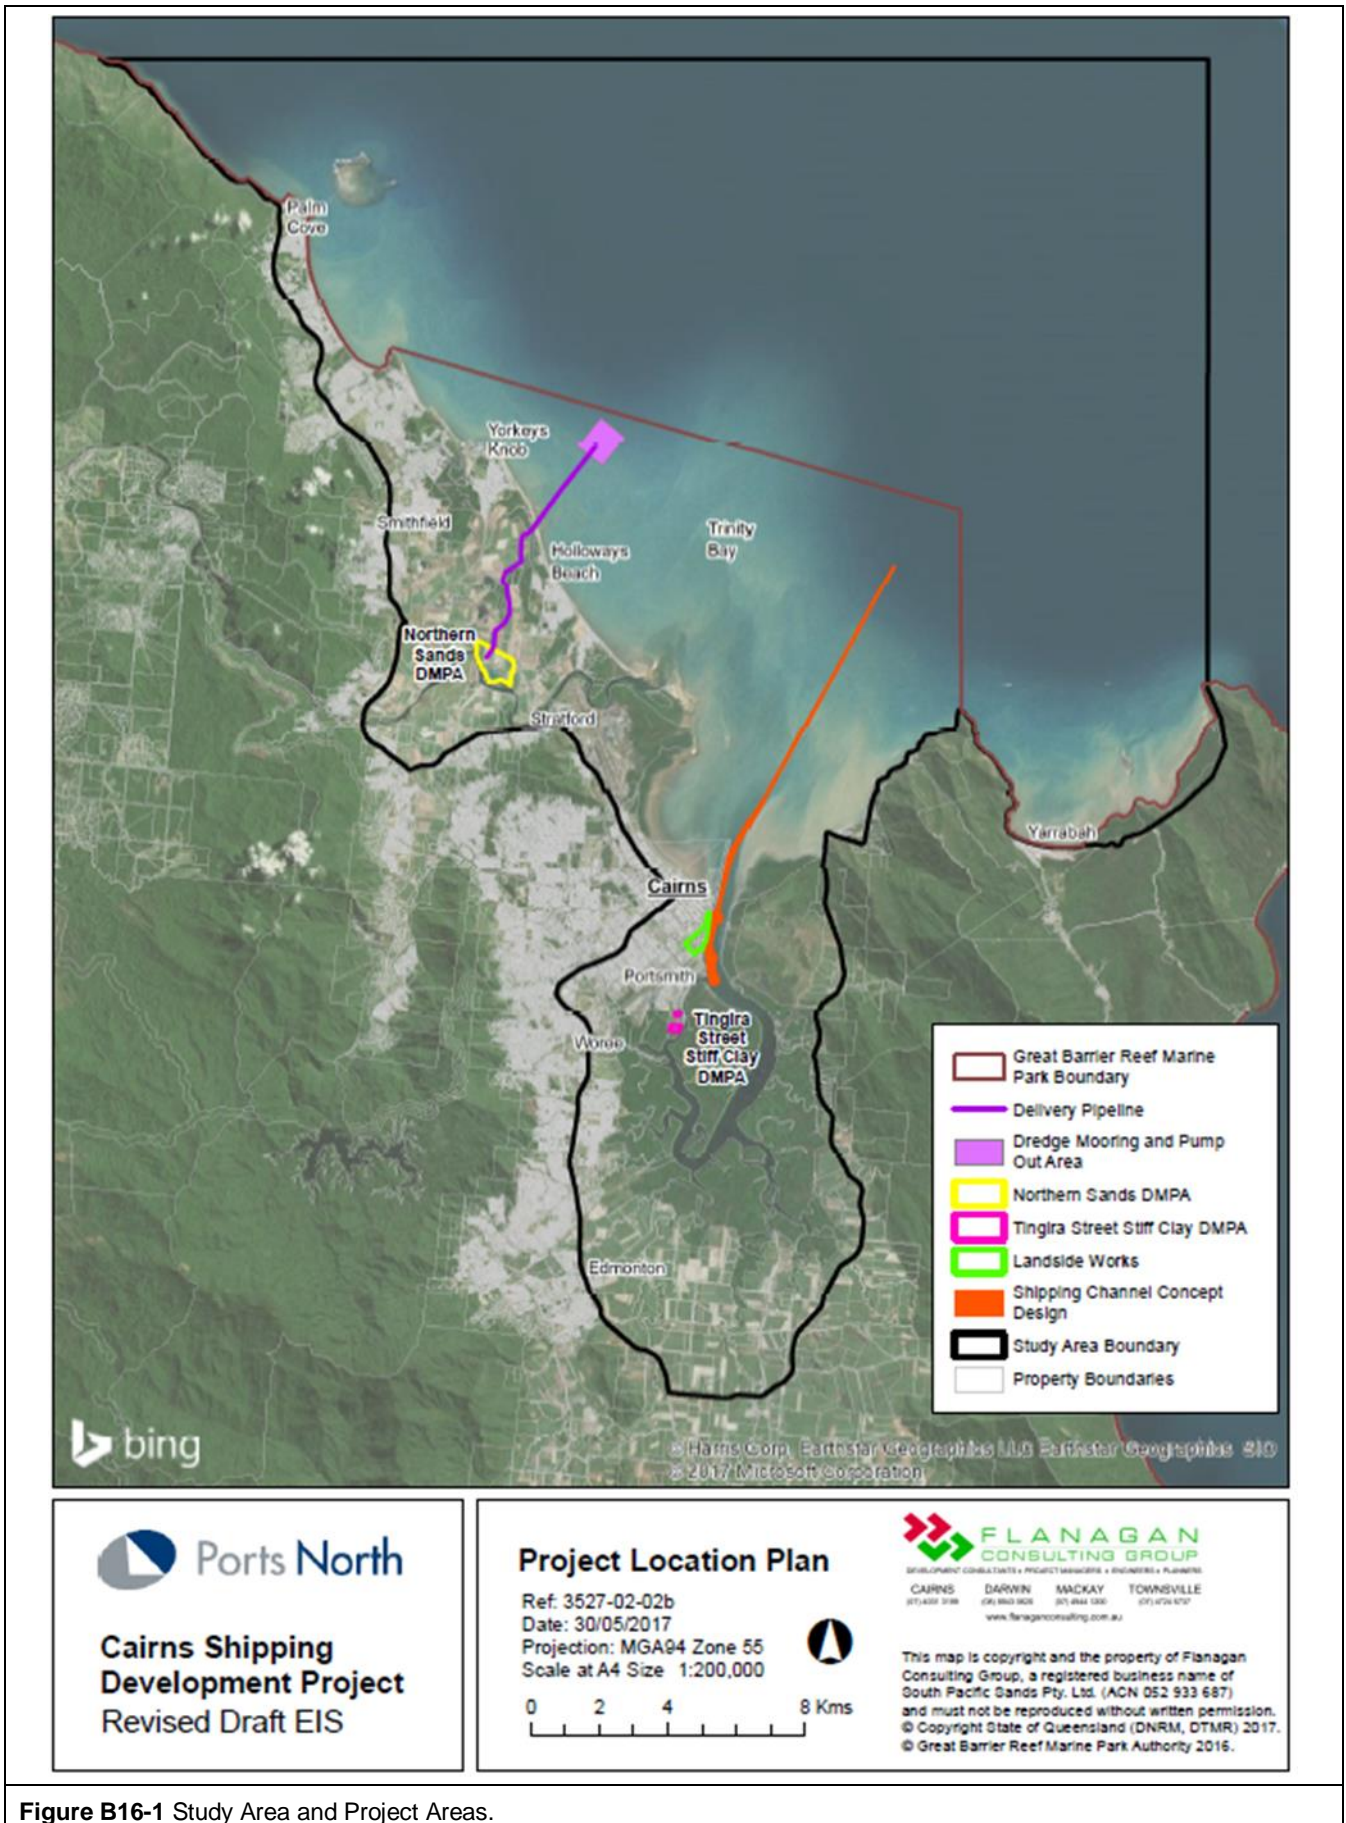 Palm
Cove
Yorkeys
Knob
Smithfield
Trinity
Bay
Holloways
Beach
Northern
Sands
DMPA
Stratford
Yarrabah
Cairns
Portsmith
Tingira
Street
Stiff Clay
DMPA
Woree
Edmonton
Great Barrier Reef Marine
Park Boundary
Delivery Pipeline
Dredge Mooring and Pump
Out Area
Northern Sands DMPA
Tingira Street Stiff Clay DMPA
Landside Works
Shipping Channel Concept
Design
Study Area Boundary
Property Boundaries
bing
© Harris Corp, Earthstar Geographics LLC Earthstar Geographics SIO
© 2017 Microsoft Corporation
Ports North
Cairns Shipping
Development Project
Revised Draft EIS
Project Location Plan
Ref: 3527-02-02b
Date: 30/05/2017
Projection: MGA94 Zone 55
Scale at A4 Size 1:200,000
0 2 4 8 Kms
FLANAGAN
CONSULTING GROUP
DEVELOPMENT CONSULTANTS • PROJECT MANAGERS • ENGINEERS • PLANNERS
CAIRNS DARWIN MACKAY TOWNSVILLE
www.flanaganconsulting.com.au
This map is copyright and the property of Flanagan
Consulting Group, a registered business name of
South Pacific Sands Pty. Ltd. (ACN 052 933 687)
and must not be reproduced without written permission.
© Copyright State of Queensland (DNRM, DTMR) 2017.
© Great Barrier Reef Marine Park Authority 2016.
Figure B16-1 Study Area and Project Areas.